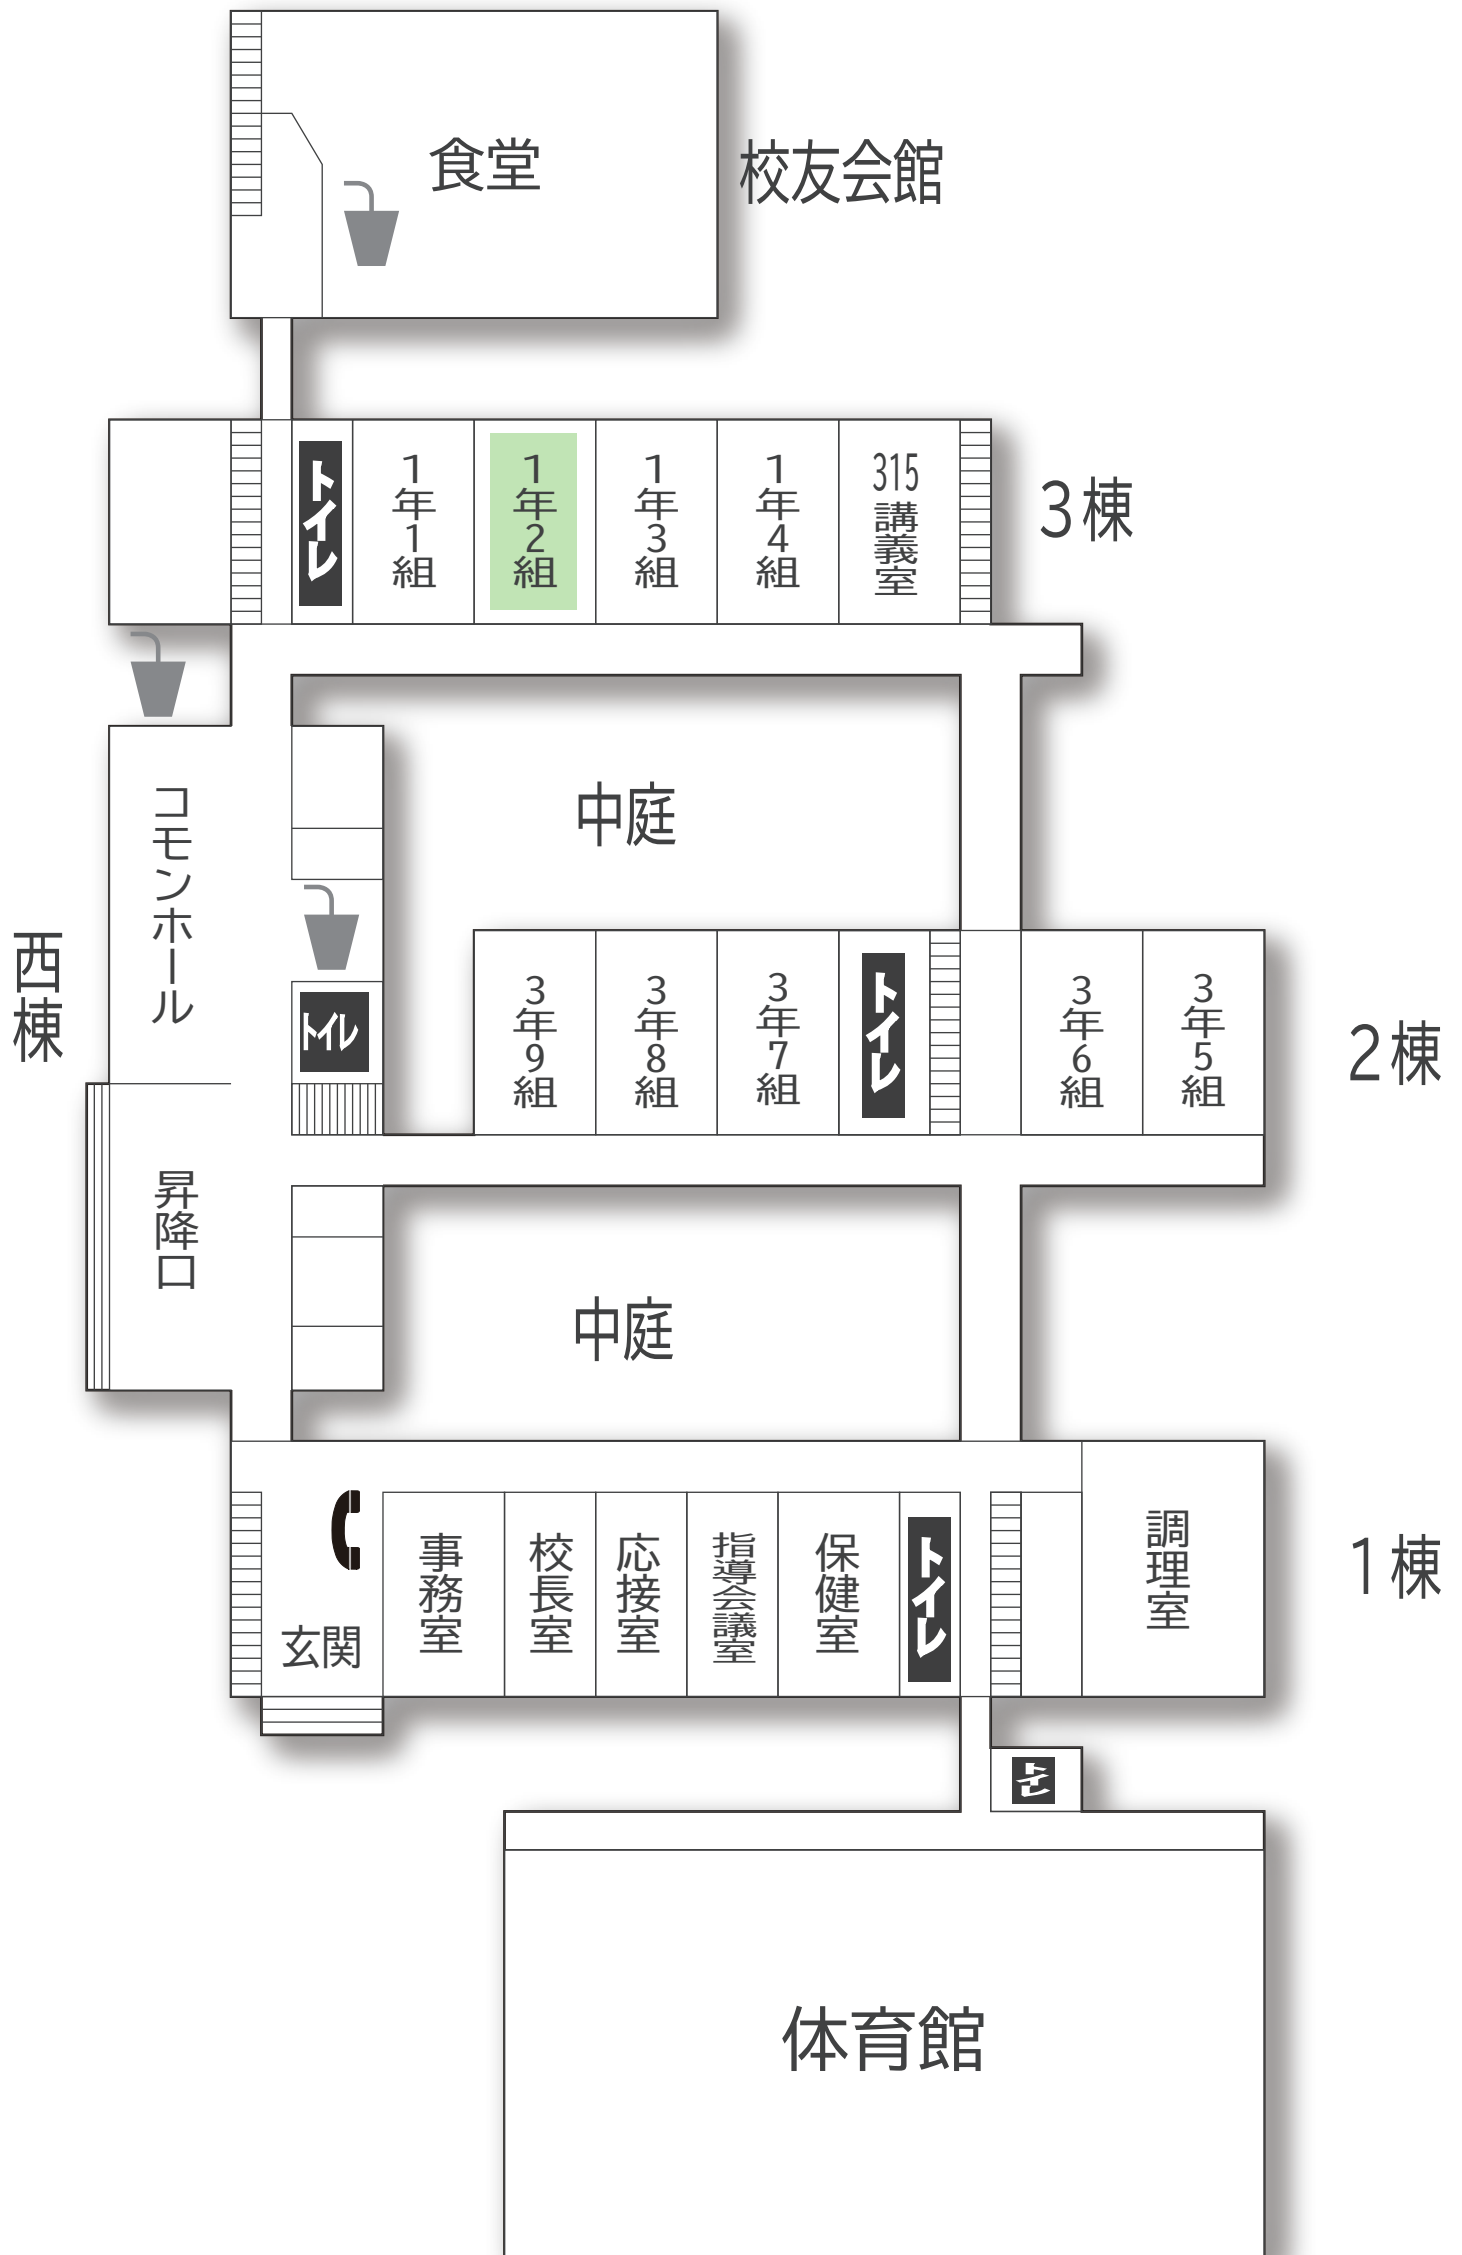 食堂
校友会館
トイレ
1年1組
1年2組
1年3組
1年4組
315
講義室
3棟
コモンホール
中庭
西棟
トイレ
3年9組
3年8組
3年7組
トイレ
3年6組
3年5組
2棟
昇降口
中庭
玄関
事務室
校長室
応接室
指導会議室
保健室
トイレ
調理室
1棟
トイレ
体育館